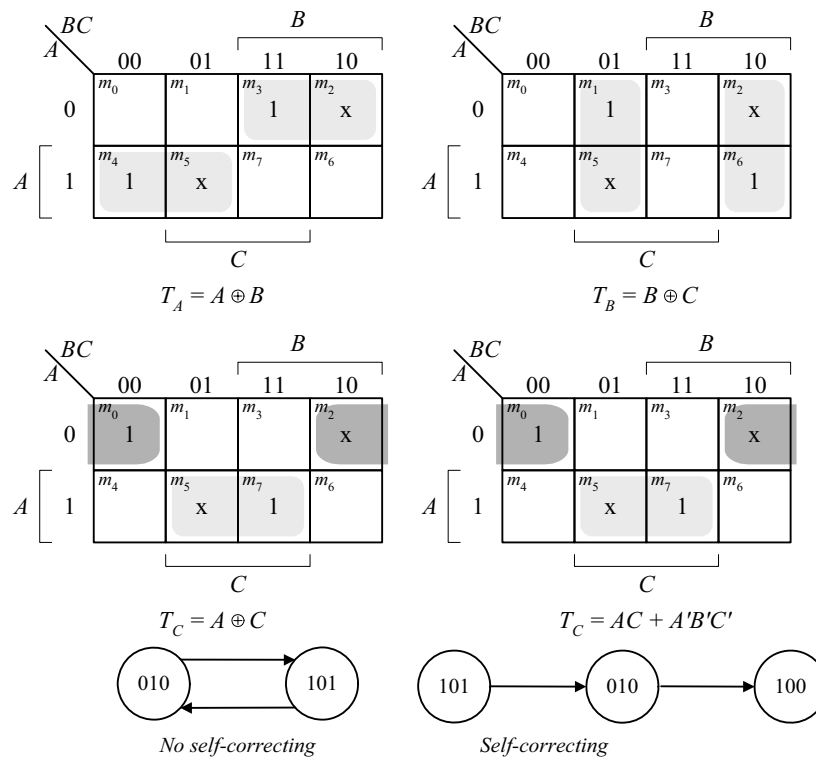 BC B BC B
A A
00 01 11 10 00 01 11 10
m0 m1 m3 m2 m0 m1 m3 m2
0 1 x 0 1 x
m4 m5 m7 m6 m4 m5 m7 m6
A 1 1 x A 1 x 1
C C
T_A = A ⊕ B T_B = B ⊕ C
BC B BC B
A A
00 01 11 10 00 01 11 10
m0 m1 m3 m2 m0 m1 m3 m2
0 1 x 0 1 x
m4 m5 m7 m6 m4 m5 m7 m6
A 1 x 1 A 1 x 1
C C
T_C = A ⊕ C T_C = AC + A'B'C'
010 101 101 010 100
No self-correcting Self-correcting